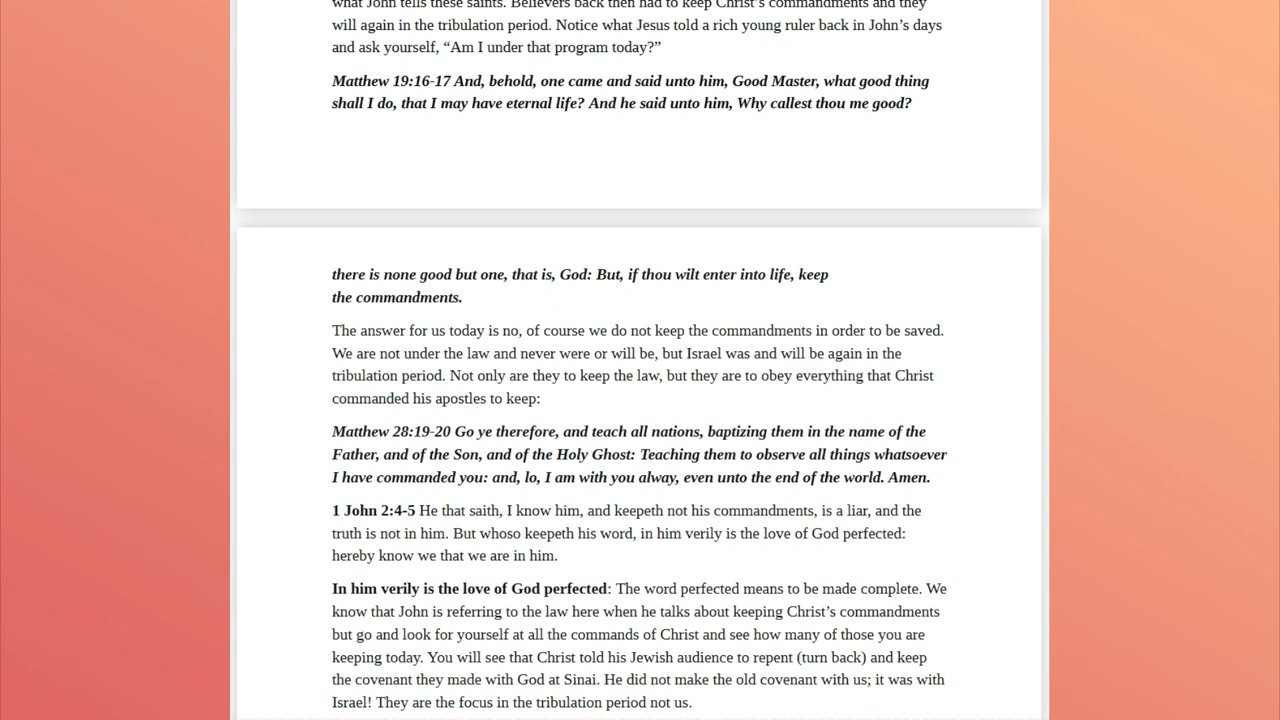 what John tells these saints. Believers back then had to keep Christ's commandments and they
will again in the tribulation period. Notice what Jesus told a rich young ruler back in John’s days
and ask yourself, “Am I under that program today?”
Matthew 19:16-17 And, behold, one came and said unto him, Good Master, what good thing
shall I do, that I may have eternal life? And he said unto him, Why callest thou me good?
there is none good but one, that is, God: But, if thou wilt enter into life, keep
the commandments.
The answer for us today is no, of course we do not keep the commandments in order to be saved.
We are not under the law and never were or will be, but Israel was and will be again in the
tribulation period. Not only are they to keep the law, but they are to obey everything that Christ
commanded his apostles to keep:
Matthew 28:19-20 Go ye therefore, and teach all nations, baptizing them in the name of the
Father, and of the Son, and of the Holy Ghost: Teaching them to observe all things whatsoever
I have commanded you: and, lo, I am with you alway, even unto the end of the world. Amen.
1 John 2:4-5 He that saith, I know him, and keepeth not his commandments, is a liar, and the
truth is not in him. But whoso keepeth his word, in him verily is the love of God perfected:
hereby know we that we are in him.
In him verily is the love of God perfected: The word perfected means to be made complete. We
know that John is referring to the law here when he talks about keeping Christ’s commandments
but go and look for yourself at all the commands of Christ and see how many of those you are
keeping today. You will see that Christ told his Jewish audience to repent (turn back) and keep
the covenant they made with God at Sinai. He did not make the old covenant with us; it was with
Israel! They are the focus in the tribulation period not us.